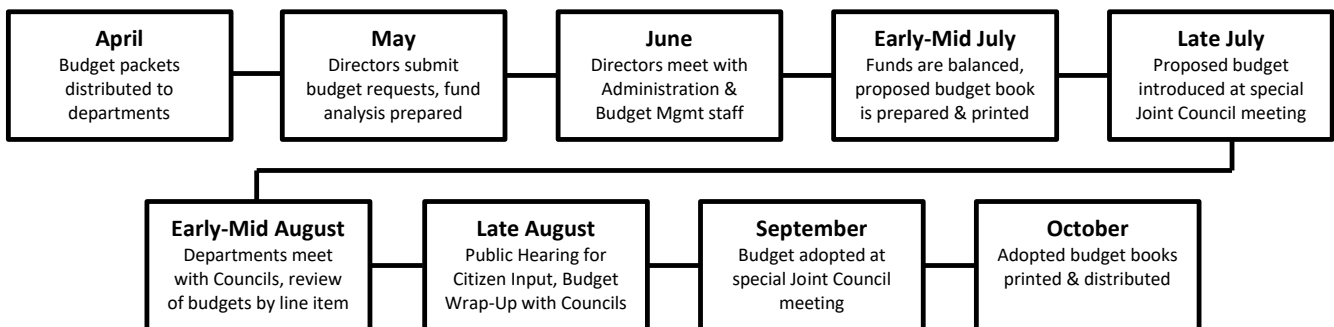 April
Budget packets
distributed to
departments
May
Directors submit
budget requests, fund
analysis prepared
June
Directors meet with
Administration &
Budget Mgmt staff
Early-Mid July
Funds are balanced,
proposed budget book
is prepared & printed
Late July
Proposed budget
introduced at special
Joint Council meeting
Early-Mid August
Departments meet
with Councils, review
of budgets by line item
Late August
Public Hearing for
Citizen Input, Budget
Wrap-Up with Councils
September
Budget adopted at
special Joint Council
meeting
October
Adopted budget books
printed & distributed